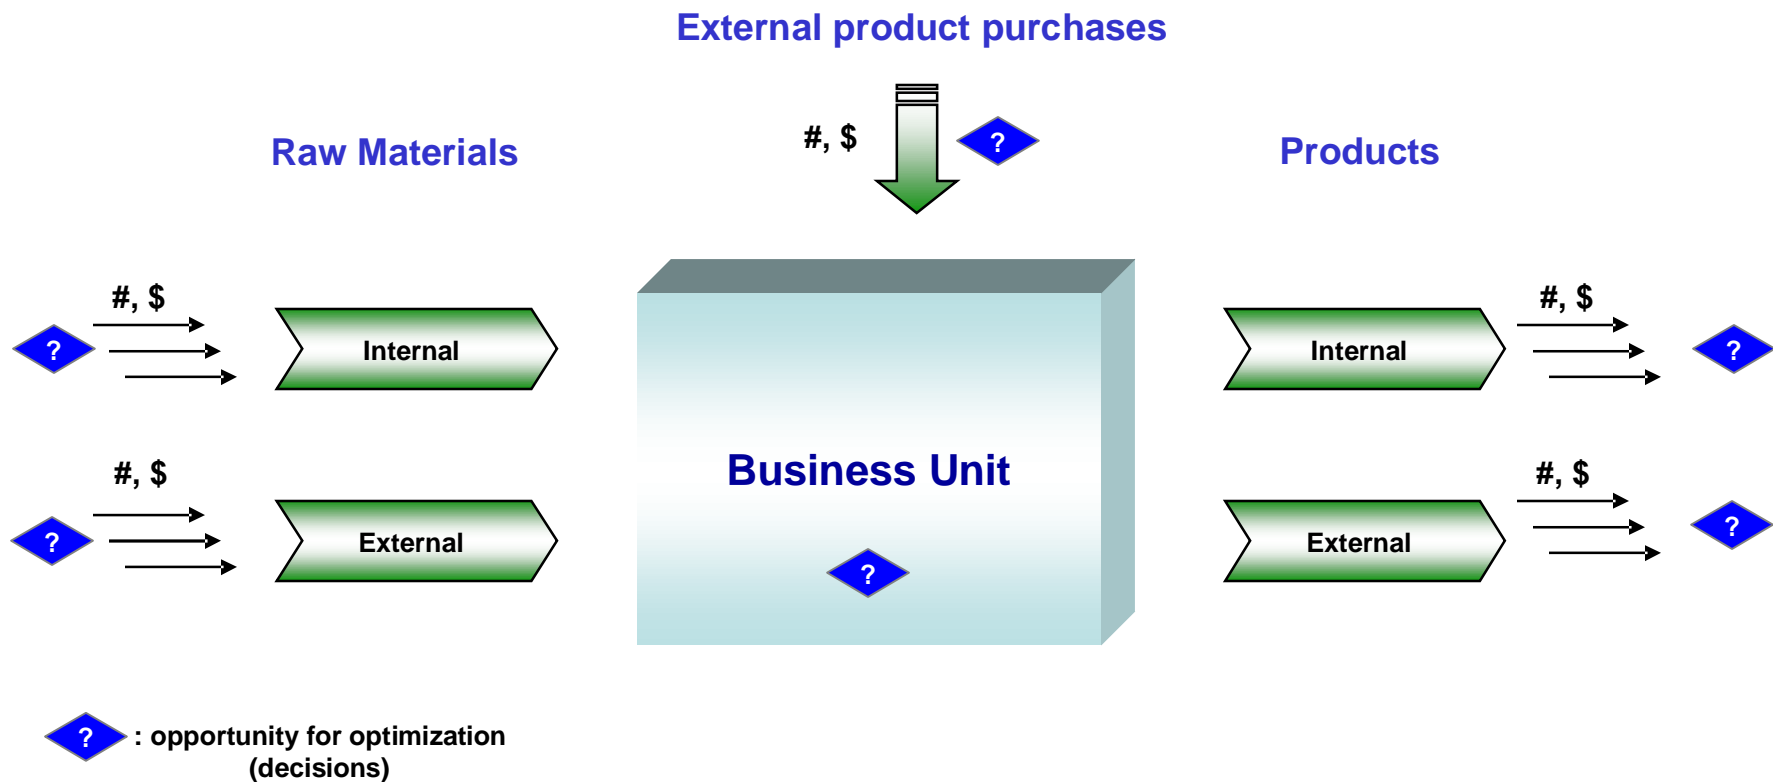 External product purchases
#, $
?
Raw Materials
Products
#, $
#, $
?
Internal
Internal
?
Business Unit
#, $
#, $
?
External
External
?
?
? : opportunity for optimization
(decisions)